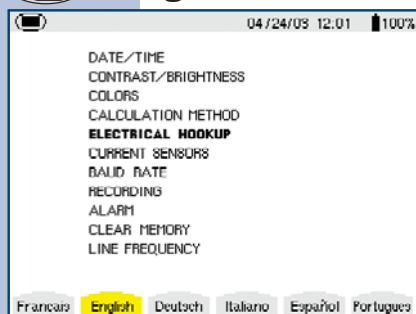 04/24/03 12:01 100%
DATE/TIME
CONTRAST/BRIGHTNESS
COLORS
CALCULATION METHOD
ELECTRICAL HOOKUP
CURRENT SENSORS
BAUD RATE
RECORDING
ALARM
CLEAR MEMORY
LINE FREQUENCY
Francais English Deutsch Italiano Español Portugues